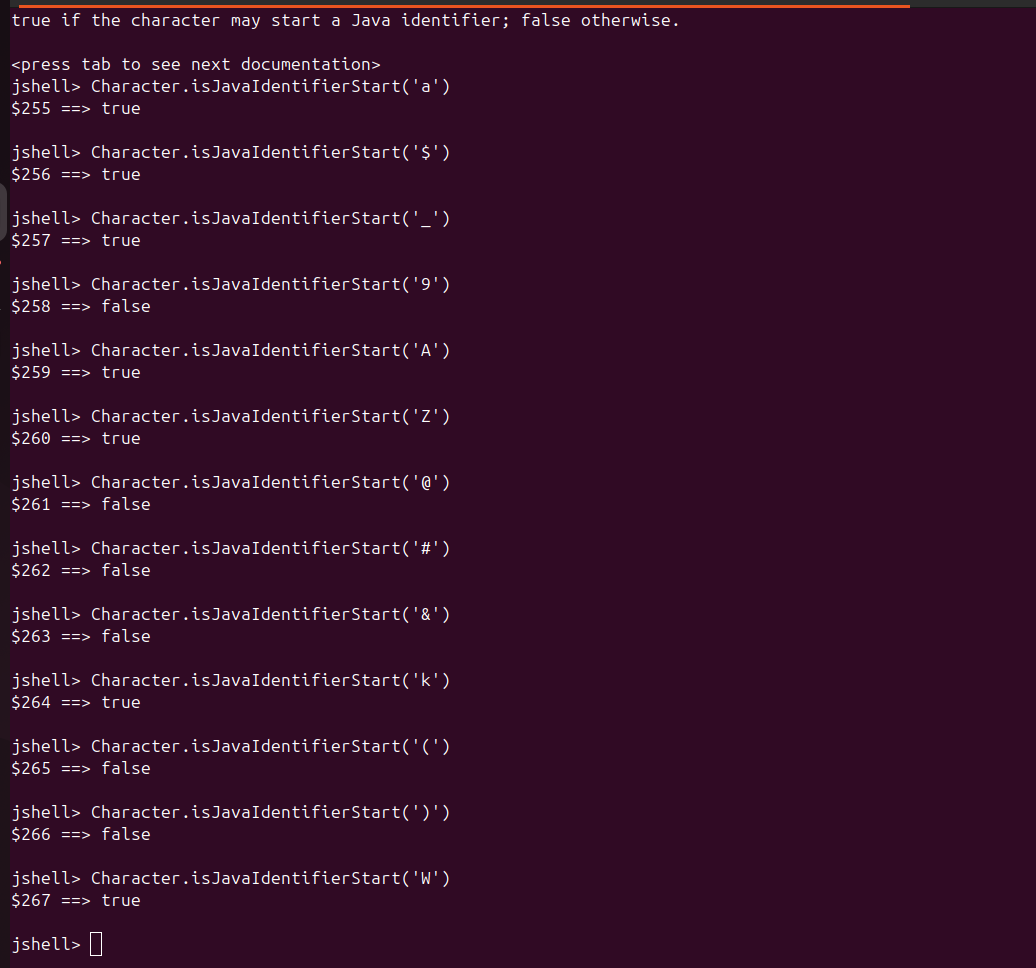 true if the character may start a Java identifier; false otherwise.
<press tab to see next documentation>
jshell> Character.isJavaIdentifierStart('a')
$255 ==> true
jshell> Character.isJavaIdentifierStart('$')
$256 ==> true
jshell> Character.isJavaIdentifierStart('_')
$257 ==> true
jshell> Character.isJavaIdentifierStart('9')
$258 ==> false
jshell> Character.isJavaIdentifierStart('A')
$259 ==> true
jshell> Character.isJavaIdentifierStart('Z')
$260 ==> true
jshell> Character.isJavaIdentifierStart('@')
$261 ==> false
jshell> Character.isJavaIdentifierStart('#')
$262 ==> false
jshell> Character.isJavaIdentifierStart('&')
$263 ==> false
jshell> Character.isJavaIdentifierStart('k')
$264 ==> true
jshell> Character.isJavaIdentifierStart('(')
$265 ==> false
jshell> Character.isJavaIdentifierStart(')')
$266 ==> false
jshell> Character.isJavaIdentifierStart('W')
$267 ==> true
jshell>